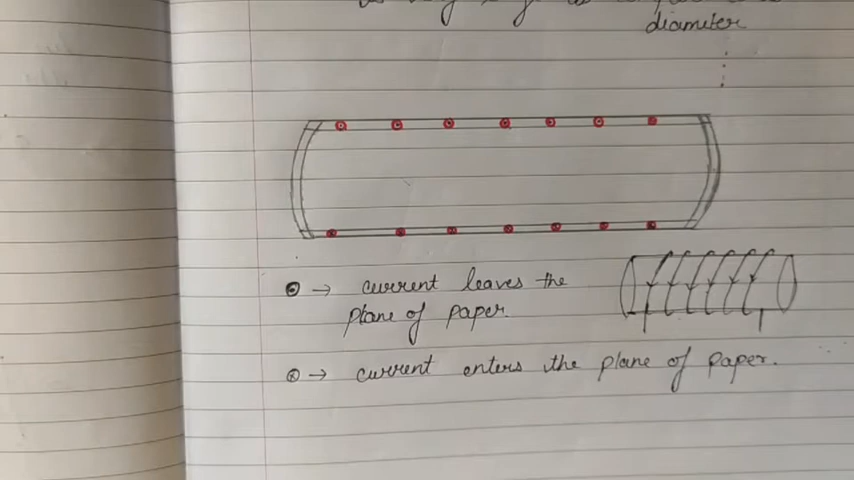 diameter
⊙ → current leaves the
plane of paper.
⊗ → current enters the plane of paper.